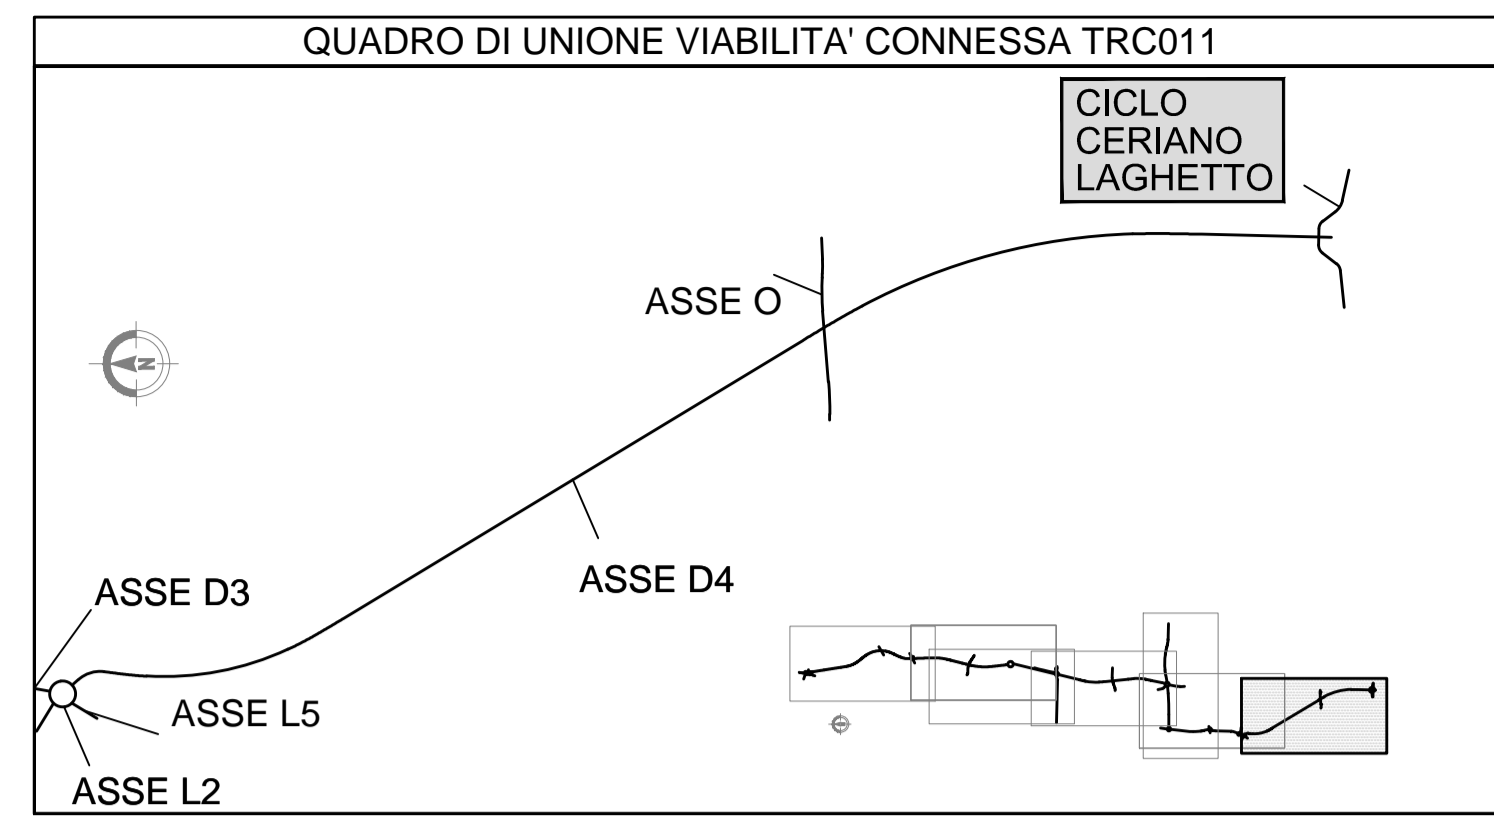 QUADRO DI UNIONE VIABILITA' CONNESSA TRC011
CICLO
CERIANO
LAGHETTO
ASSE O
N
ASSE D4
ASSE D3
ASSE L5
ASSE L2